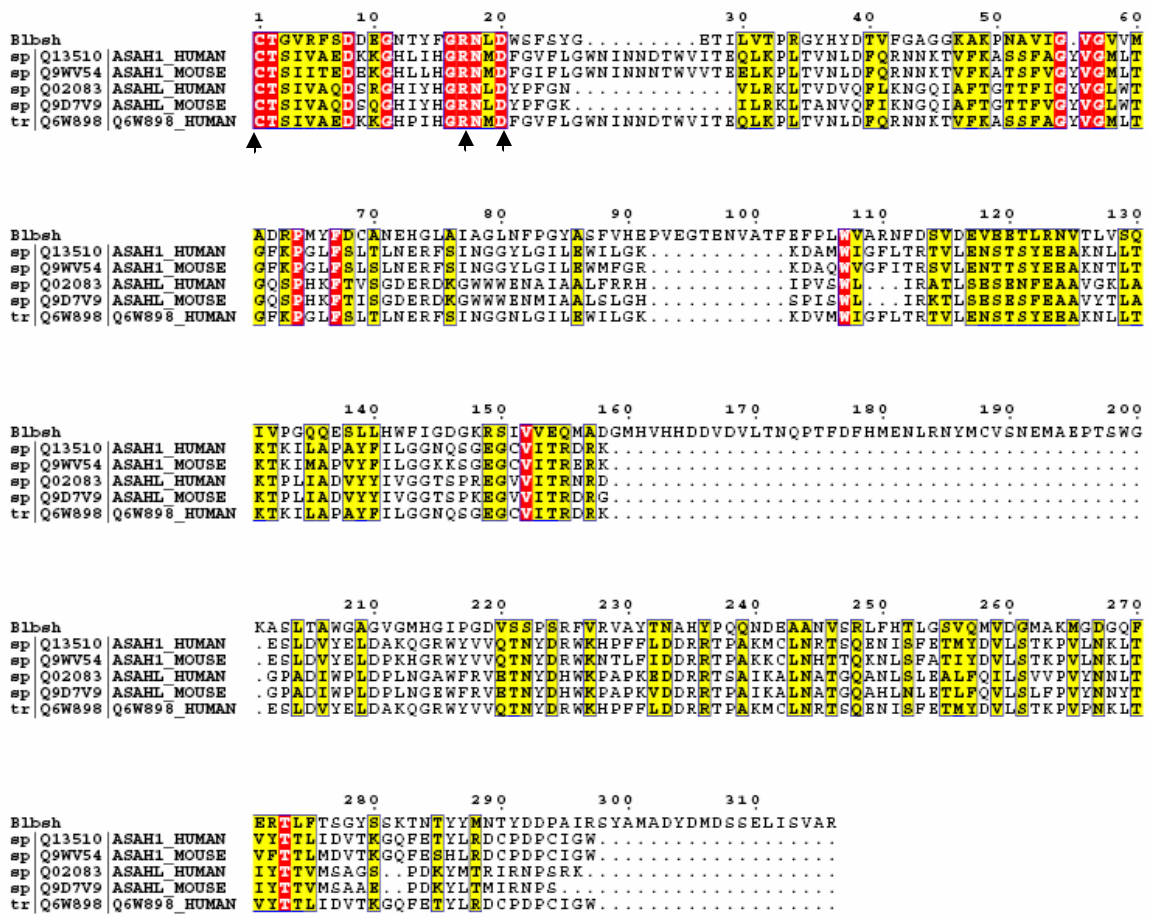 1 10 20 30 40 50 60
Blbsh CTGVRFSDDEGNTYFGRNLDWSFSYG.........ETILVTPRGYHYDTVFGAGGKAKPNAVIG.VGVVM
sp|Q13510|ASAH1_HUMAN CTSIVAEDKKGHLIHGRNMDFGVFLGWNINNDTWVITEQLKPLTVNLDFQRNNKTVFKASSFAGYVGMLT
sp|Q9WV54|ASAH1_MOUSE CTSIITEDEKGHLLHGRNMDFGIFLGWNINNNTWVVTEELKPLTVNLDFQRNNKTVFKATSFAGYVGMLT
sp|Q02083|ASAHL_HUMAN CTSIVAQDSRGHIYHGRNLDYPFGN.............VLRKLTVDVQFLKNGQIAFTGTTFIGYVGLWT
sp|Q9D7V9|ASAHL_MOUSE CTSIVAEDSQGHIYHGRNLDYPFGK.............ILRKLTANVQFIKNGQIAFTGTTFVGYVGLWT
tr|Q6W898|Q6W898_HUMAN CTSIVAEDKKGHPIHGRNMDFGVFLGWNINNDTWVITEQLKPLTVNLDFQRNNKTVFKASSFAGYVGMLT
70 80 90 100 110 120 130
Blbsh ADRPMYFDCANEHGLAIAGLNFPGYASFVHEPVEGTENVATFEFPLWVARNFDSVDEVEETLRNVTLVSQ
sp|Q13510|ASAH1_HUMAN GFKPGLFSLTLNERFSINGGYLGILEWILGK...........KDAMWIGFLTRTVLENSTSYEEAKNLLT
sp|Q9WV54|ASAH1_MOUSE GFKPGLFSLSLNERFSINGGYLGILEWMFGR...........KDAQWVGFITRSVLENTTSYEEAKNTLT
sp|Q02083|ASAHL_HUMAN GQSPHKFTVSGDERDKGWWWENAIAALFRRH...........IPVSWL...IRATLSESENFEAAVGKLA
sp|Q9D7V9|ASAHL_MOUSE GQSPHKFTISGDERDKGWWWENMIAALSLGH...........SPISWL...IRKTLSESESFEAAVYTLA
tr|Q6W898|Q6W898_HUMAN GFKPGLFSLTLNERFSINGGNLGILEWILGK...........KDVMWIGFLTRTVLENSTSYEEAKNLLT
140 150 160 170 180 190 200
Blbsh IVPGQQESLLHWFIGDGKRSIVVEQMADGMHVHHDDVDVLTNQPTFDFHMENLRNYMCVSNEMAEPTSWG
sp|Q13510|ASAH1_HUMAN KTKILAPAYFILGGNQSGEGCVITRDRK..........................................
sp|Q9WV54|ASAH1_MOUSE KTKIMAPVYFILGGKKSGEGCVITRERK..........................................
sp|Q02083|ASAHL_HUMAN KTPLIADVYYIVGGTSPREGVVITRNRD..........................................
sp|Q9D7V9|ASAHL_MOUSE KTPLIADVYYIVGGTSPKEGVVITRDRG..........................................
tr|Q6W898|Q6W898_HUMAN KTKILAPAYFILGGNQSGEGCVITRDRK..........................................
210 220 230 240 250 260 270
Blbsh KASLTAWGAGVGMHGIPGDVSSPSRFVRVAYTNAHYPQQNDEAANVSRLFHTLGSVQMVDGMAKMGDGQF
sp|Q13510|ASAH1_HUMAN .ESLDVYELDAKQGRWYVVQTNYDRWKHPFFLDDRRTPAKMCLNRTSQENISFETMYDVLSTKPVLNKLT
sp|Q9WV54|ASAH1_MOUSE .ESLDVYELDPKHGRWYVVQTNYDRWKNTLFIDDRRTPAKKCLNHTTQKNLSFATIYDVLSTKPVLNKLT
sp|Q02083|ASAHL_HUMAN .GPADIWPLDPLNGAWFRVETNYDHWKPAPKEDDRRTSAIKALNATGQANLSLEALFQILSVVPVYNNLT
sp|Q9D7V9|ASAHL_MOUSE .GPADIWPLDPLNGEWFRVETNYDHWKPAPKVDDRRTPAIKALNATGQAHLNLETLFQVLSLFPVYNNYT
tr|Q6W898|Q6W898_HUMAN .ESLDVYELDAKQGRWYVVQTNYDRWKHPFFLDDRRTPAKMCLNRTSQENISFETMYDVLSTKPVPNKLT
280 290 300 310
Blbsh ERTLFTSGYSSKTNTYYMNTYDDPAIRSYAMADYDMDSSELISVAR
sp|Q13510|ASAH1_HUMAN VYTTLIDVTKGQFETYLRDCPDPCIGW...................
sp|Q9WV54|ASAH1_MOUSE VFTTLMDVTKGQFESHLRDCPDPCIGW...................
sp|Q02083|ASAHL_HUMAN IYTTVMSAGS..PDKYMTRIRNPSRK....................
sp|Q9D7V9|ASAHL_MOUSE IYTTVMSAAE..PDKYLTMIRNPS......................
tr|Q6W898|Q6W898_HUMAN VYTTLIDVTKGQFETYLRDCPDPCIGW...................